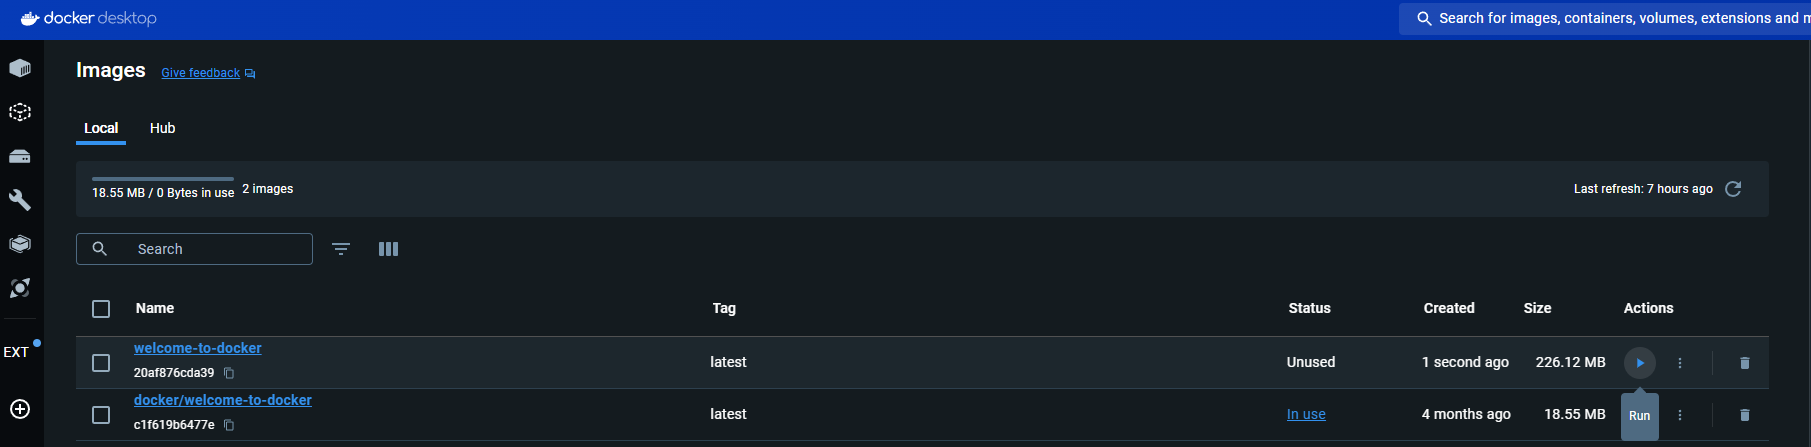 docker desktop
Search for images, containers, volumes, extensions and m
Images Give feedback
Local Hub
18.55 MB / 0 Bytes in use 2 images Last refresh: 7 hours ago
Search
Name Tag Status Created Size Actions
welcome-to-docker
20af876cda39
latest Unused 1 second ago 226.12 MB
docker/welcome-to-docker
c1f619b6477e
latest In use 4 months ago 18.55 MB
Run
EXT